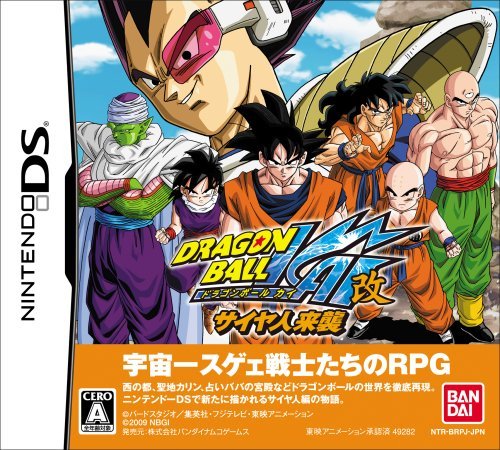 NINTENDO DS
DRAGON BALL KAI 改
ドラゴンボール カイ
サイヤ人来襲
宇宙一スゲェ戦士たちのRPG
西の都、聖地カリン、占いババの宮殿などドラゴンボールの世界を徹底再現。
ニンテンドーDSで新たに描かれるサイヤ人編の物語。
CERO
A
全年齢対象
©バードスタジオ／集英社・フジテレビ・東映アニメーション
©2009 NBGI
発売元:株式会社バンダイナムコゲームス
東映アニメーション承認済 49282
BAN
DAI
NTR-BRPJ-JPN